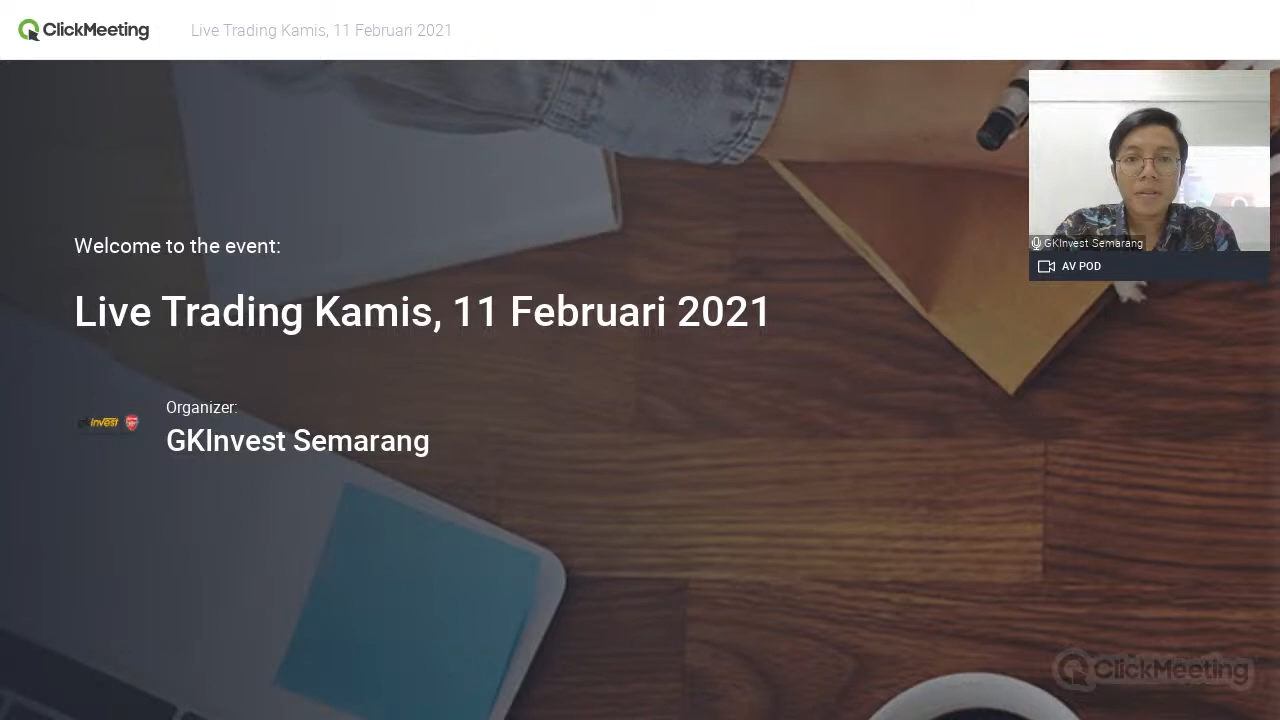 ClickMeeting
Live Trading Kamis, 11 Februari 2021
Welcome to the event:
Live Trading Kamis, 11 Februari 2021
Organizer:
gkinvest
GKInvest Semarang
GKInvest Semarang
AV POD
ClickMeeting